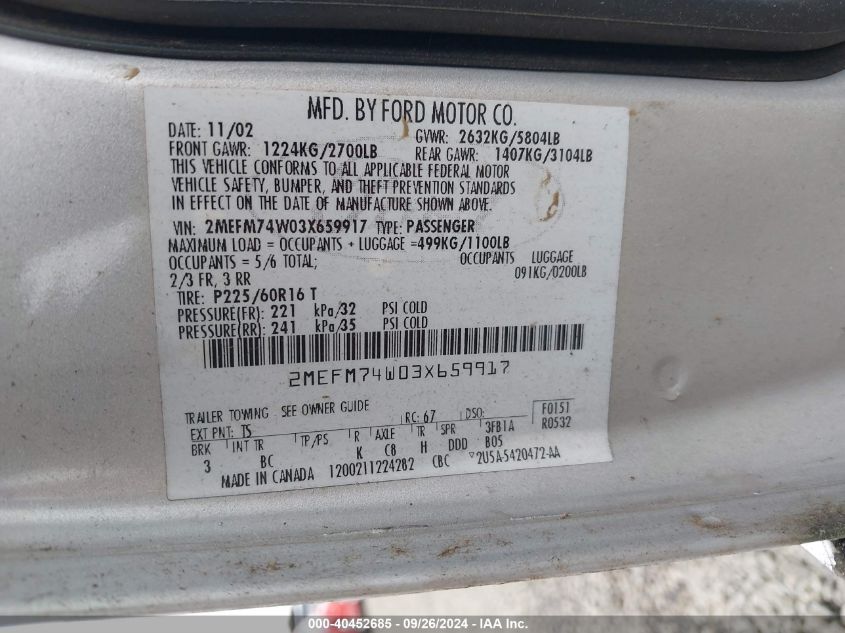 MFD. BY FORD MOTOR CO.
DATE: 11/02 GVWR: 2632KG/5804LB
FRONT GAWR: 1224KG/2700LB REAR GAWR: 1407KG/3104LB
THIS VEHICLE CONFORMS TO ALL APPLICABLE FEDERAL MOTOR
VEHICLE SAFETY, BUMPER, AND THEFT PREVENTION STANDARDS
IN EFFECT ON THE DATE OF MANUFACTURE SHOWN ABOVE.
VIN: 2MEFM74W03X659917 TYPE: PASSENGER
MAXIMUM LOAD = OCCUPANTS + LUGGAGE =499KG/1100LB
OCCUPANTS = 5/6 TOTAL; OCCUPANTS LUGGAGE
2/3 FR, 3 RR 091KG/0200LB
TIRE: P225/60R16 T
PRESSURE(FR): 221 kPa/32 PSI COLD
PRESSURE(RR): 241 kPa/35 PSI COLD
2MEFM74W03X659917
TRAILER TOWING SEE OWNER GUIDE
EXT PNT: TS RC: 67 DSO: F0151
BRK INT TR TP/PS R AXLE TR SPR 3FB1A R0532
3 BC K C8 H DDD B05
MADE IN CANADA 1200211224282 CBC 2U5A-5420472-AA
000-40452685 - 09/26/2024 - IAA Inc.